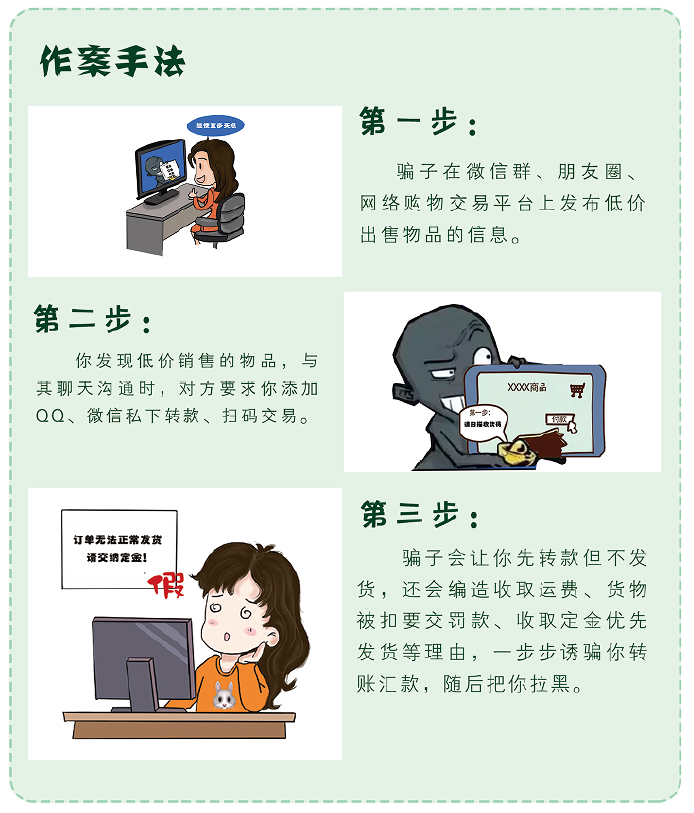 作案手法
第一步：
骗子在微信群、朋友圈、
网络购物交易平台上发布低价
出售物品的信息。
第二步：
你发现低价销售的物品，与
其聊天沟通时，对方要求你添加
QQ、微信私下转款、扫码交易。
XXXX商品
付款
第一步：
第三步：
骗子会让你先转款但不发
货，还会编造收取运费、货物
被扣要交罚款、收取定金优先
发货等理由，一步步诱骗你转
账汇款，随后把你拉黑。
订单无法正常发货
请交纳定金！
假